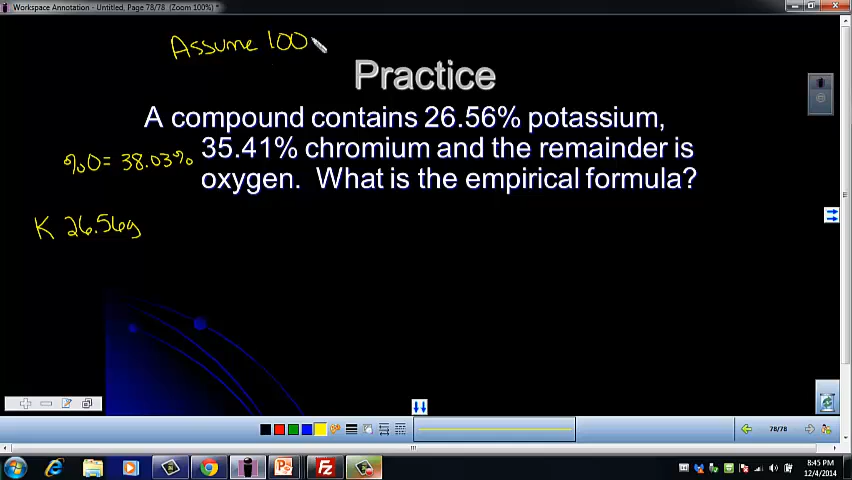 Workspace Annotation - Untitled, Page 78/78 (Zoom 100%) *
Assume 100
Practice
A compound contains 26.56% potassium,
35.41% chromium and the remainder is
%O = 38.03%
oxygen. What is the empirical formula?
K 26.56g
78/78
8:45 PM
12/4/2014